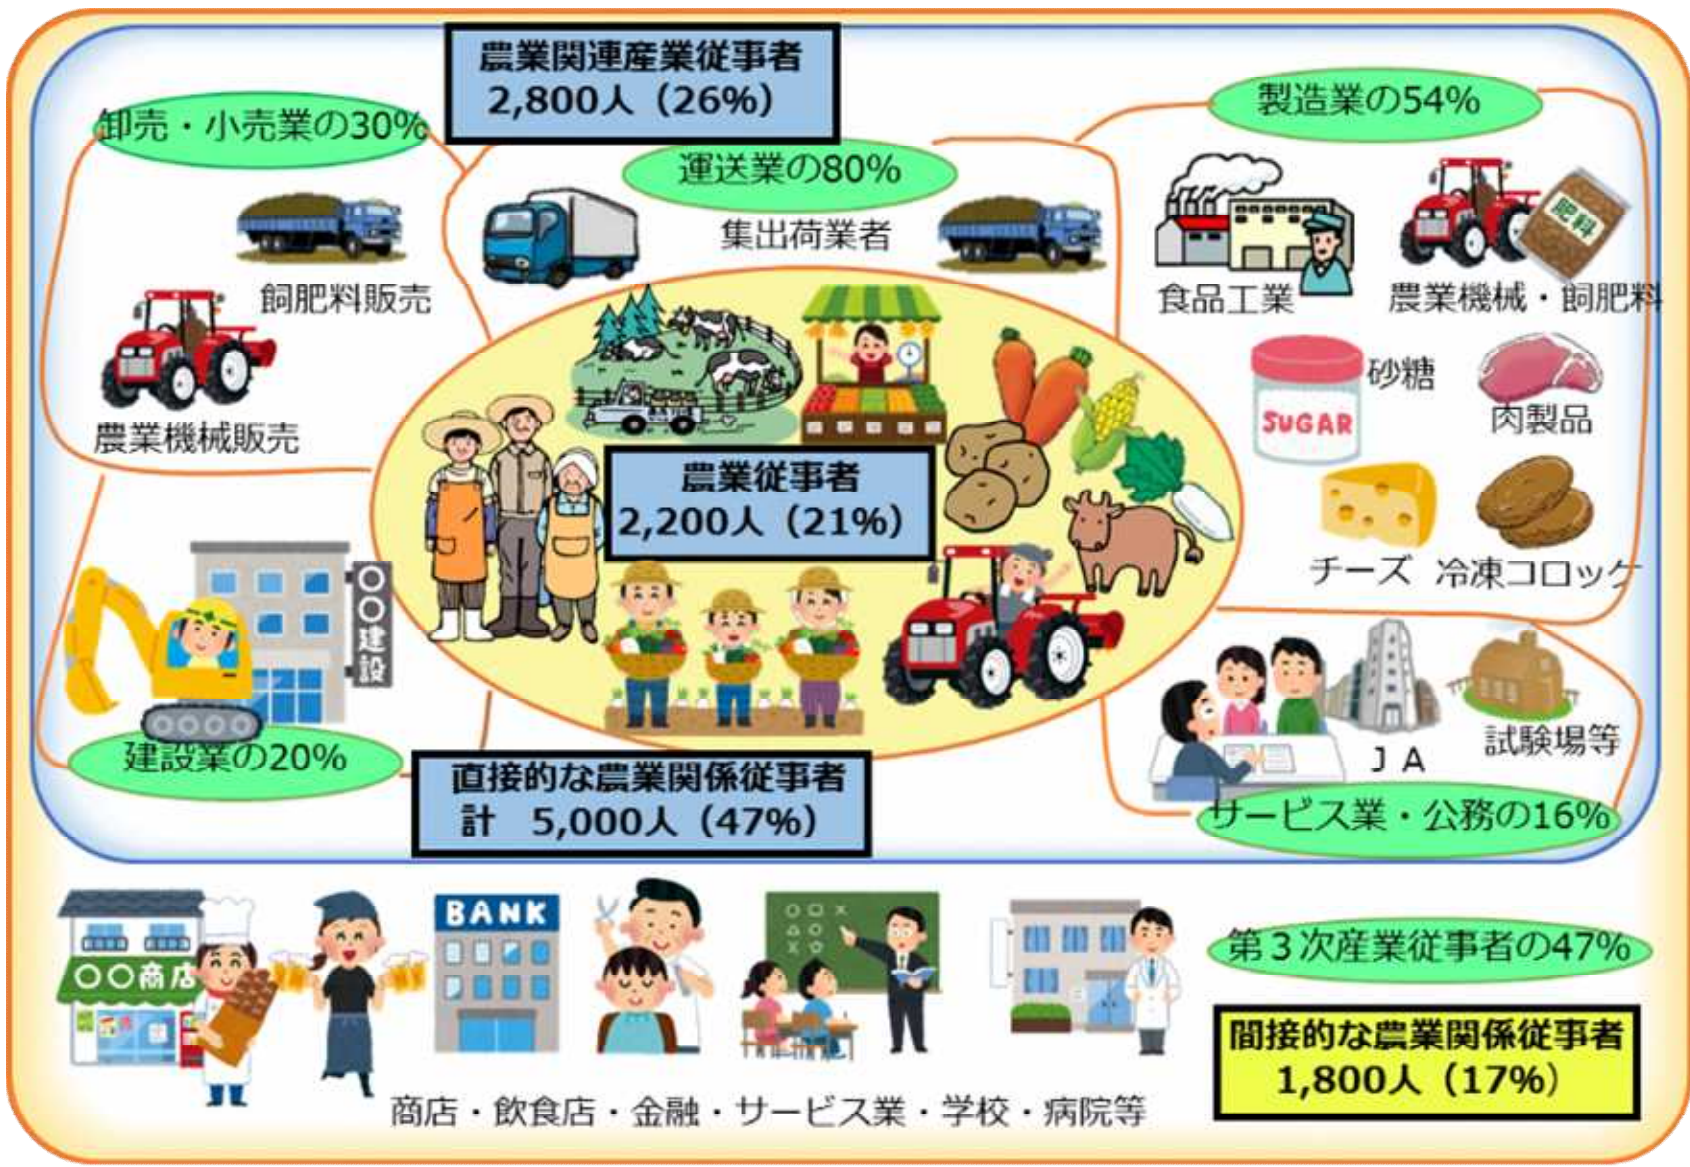 農業関連産業従事者
2,800人（26%）
卸売・小売業の30%
飼肥料販売
農業機械販売
運送業の80%
集出荷業者
製造業の54%
食品工業
肥料
農業機械・飼肥料
砂糖
SUGAR
肉製品
チーズ
冷凍コロッケ
農業従事者
2,200人（21%）
〇〇建設
建設業の20%
直接的な農業関係従事者
計　5,000人（47%）
ＪＡ
試験場等
サービス業・公務の16%
〇〇商店
BANK
〇□×
商店・飲食店・金融・サービス業・学校・病院等
第３次産業従事者の47%
間接的な農業関係従事者
1,800人（17%）